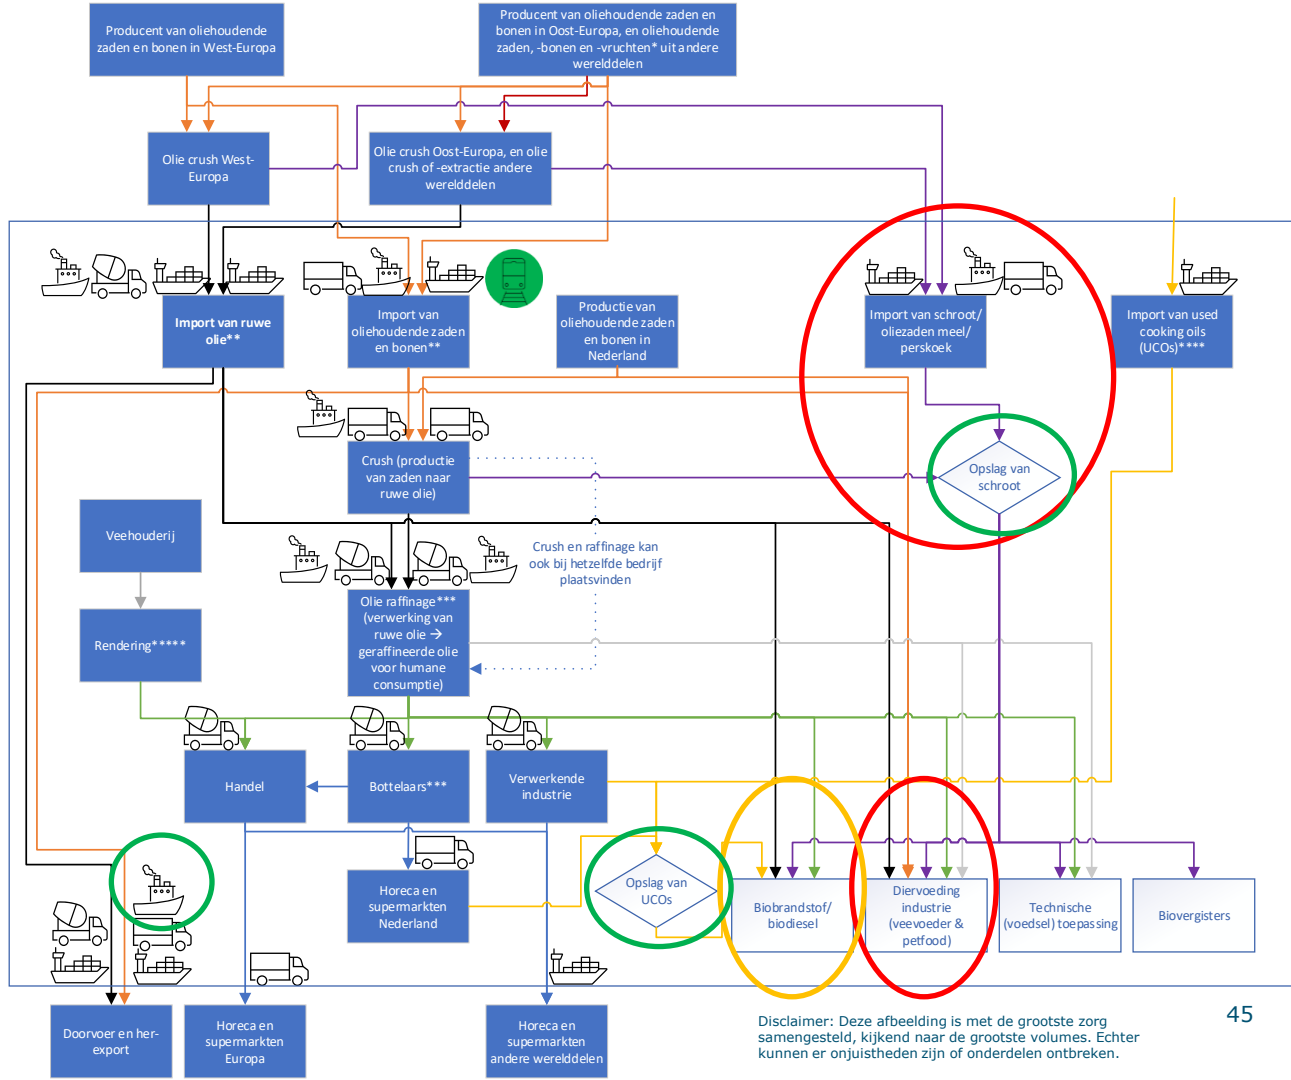 Producent van oliehoudende
zaden en bonen in West-Europa
Producent van oliehoudende zaden en
bonen in Oost-Europa, en oliehoudende
zaden, -bonen en -vruchten* uit andere
werelddelen
Olie crush West-
Europa
Olie crush Oost-Europa, en olie
crush of -extractie andere
werelddelen
Import van ruwe
olie**
Import van
oliehoudende zaden
en bonen**
Productie van
oliehoudende zaden
en bonen in
Nederland
Import van schroot/
oliezaden meel/
perskoek
Import van used
cooking oils
(UCOs)****
Crush (productie
van zaden naar
ruwe olie)
Opslag van
schroot
Veehouderij
Crush en raffinage kan
ook bij hetzelfde bedrijf
plaatsvinden
Rendering*****
Olie raffinage***
(verwerking van
ruwe olie →
geraffineerde olie
voor humane
consumptie)
Handel
Bottelaars***
Verwerkende
industrie
Horeca en
supermarkten
Nederland
Opslag van
UCOs
Biobrandstof/
biodiesel
Diervoeding
industrie
(veevoeder &
petfood)
Technische
(voedsel) toepassing
Biovergisters
Doorvoer en her-
export
Horeca en
supermarkten
Europa
Horeca en
supermarkten
andere werelddelen
Disclaimer: Deze afbeelding is met de grootste zorg
samengesteld, kijkend naar de grootste volumes. Echter
kunnen er onjuistheden zijn of onderdelen ontbreken.
45